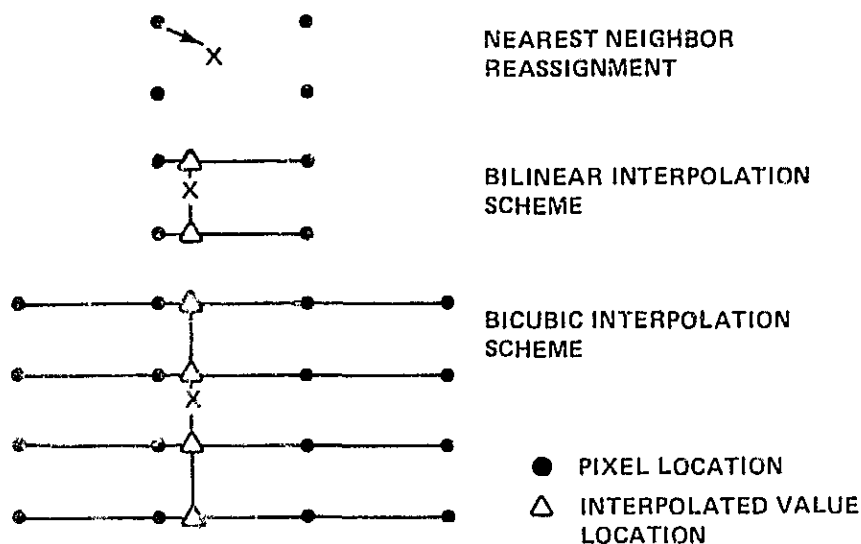 X
NEAREST NEIGHBOR
REASSIGNMENT
X
BILINEAR INTERPOLATION
SCHEME
BICUBIC INTERPOLATION
SCHEME
X
PIXEL LOCATION
INTERPOLATED VALUE
LOCATION